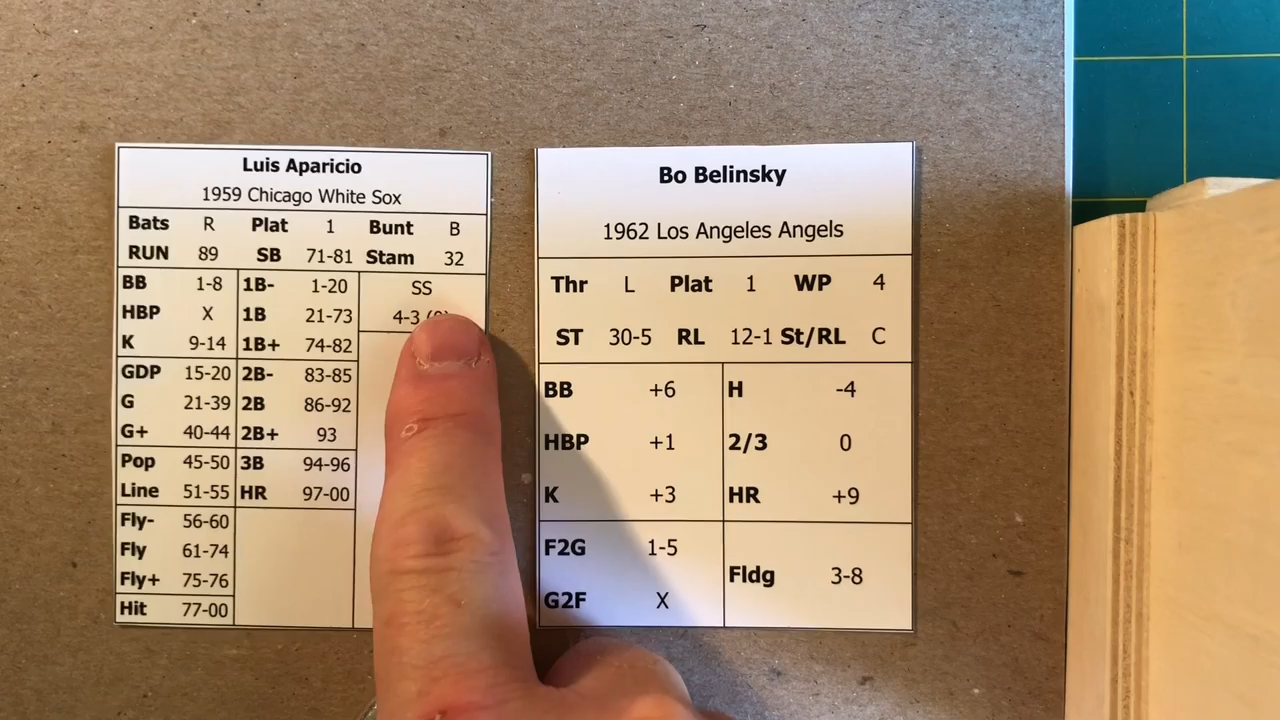 Luis Aparicio
1959 Chicago White Sox
Bats R Plat 1 Bunt B
RUN 89 SB 71-81 Stam 32
BB 1-8 1B- 1-20 SS
HBP X 1B 21-73 4-3
K 9-14 1B+ 74-82
GDP 15-20 2B- 83-85
G 21-39 2B 86-92
G+ 40-44 2B+ 93
Pop 45-50 3B 94-96
Line 51-55 HR 97-00
Fly- 56-60
Fly 61-74
Fly+ 75-76
Hit 77-00
Bo Belinsky
1962 Los Angeles Angels
Thr L Plat 1 WP 4
ST 30-5 RL 12-1 St/RL C
BB +6 H -4
HBP +1 2/3 0
K +3 HR +9
F2G 1-5
Fldg 3-8
G2F X